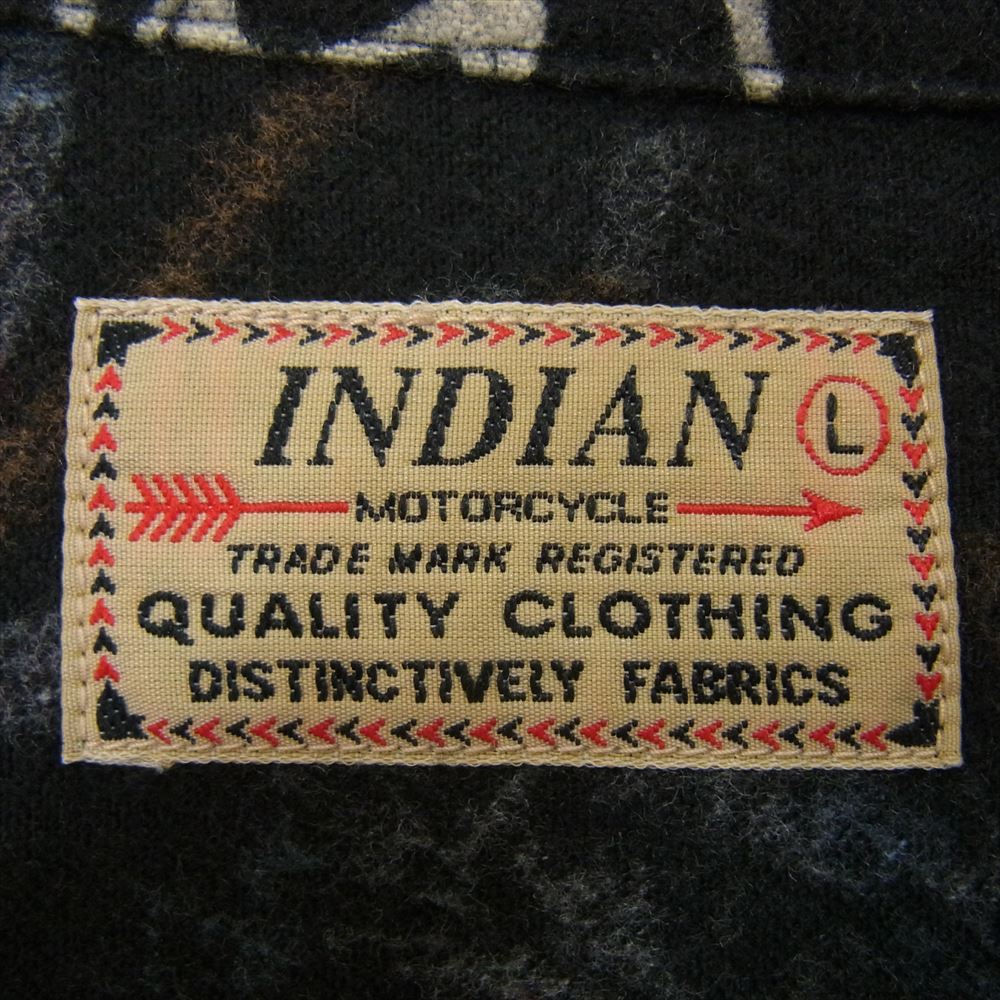 INDIAN L
MOTORCYCLE
TRADE MARK REGISTERED
QUALITY CLOTHING
DISTINCTIVELY FABRICS